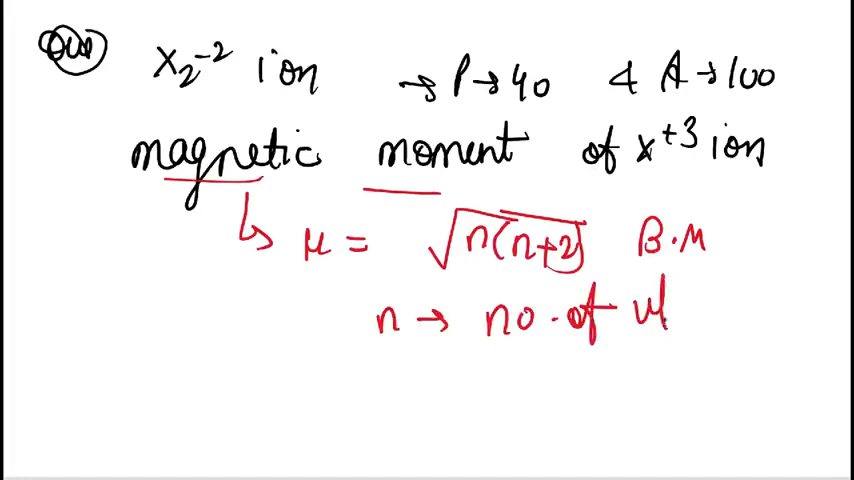 Que X₂⁻² ion → P → 40 & A → 100
magnetic moment of X⁺³ ion
↳ μ = √n(n+2) B.M
n → no. of u